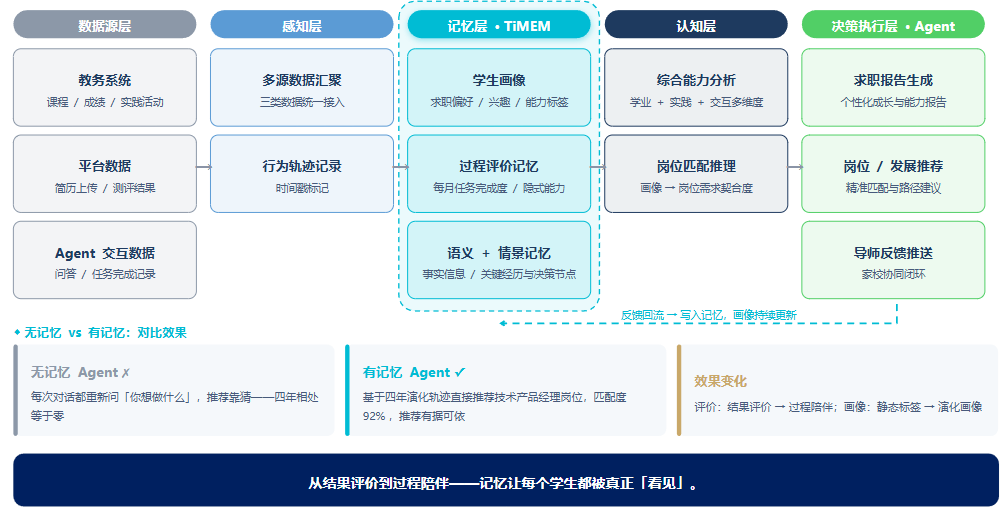 数据源层
感知层
记忆层 · TiMEM
认知层
决策执行层 · Agent
教务系统
课程 / 成绩 / 实践活动
多源数据汇聚
三类数据统一接入
学生画像
求职偏好 / 兴趣 / 能力标签
综合能力分析
学业 + 实践 + 交互多维度
求职报告生成
个性化成长与能力报告
平台数据
简历上传 / 测评结果
行为轨迹记录
时间戳标记
过程评价记忆
每月任务完成度 / 隐式能力
岗位匹配推理
画像 → 岗位需求契合度
岗位 / 发展推荐
精准匹配与路径建议
Agent 交互数据
问答 / 任务完成记录
语义 + 情景记忆
事实信息 / 关键经历与决策节点
导师反馈推送
家校协同闭环
反馈回流 → 写入记忆，画像持续更新
◆ 无记忆 vs 有记忆：对比效果
无记忆 Agent ✗
每次对话都重新问「你想做什么」，推荐靠猜——四年相处
等于零
有记忆 Agent ✓
基于四年演化轨迹直接推荐技术产品经理岗位，匹配度
92%，推荐有据可依
效果变化
评价：结果评价 → 过程陪伴；画像：静态标签 → 演化画像
从结果评价到过程陪伴——记忆让每个学生都被真正「看见」。